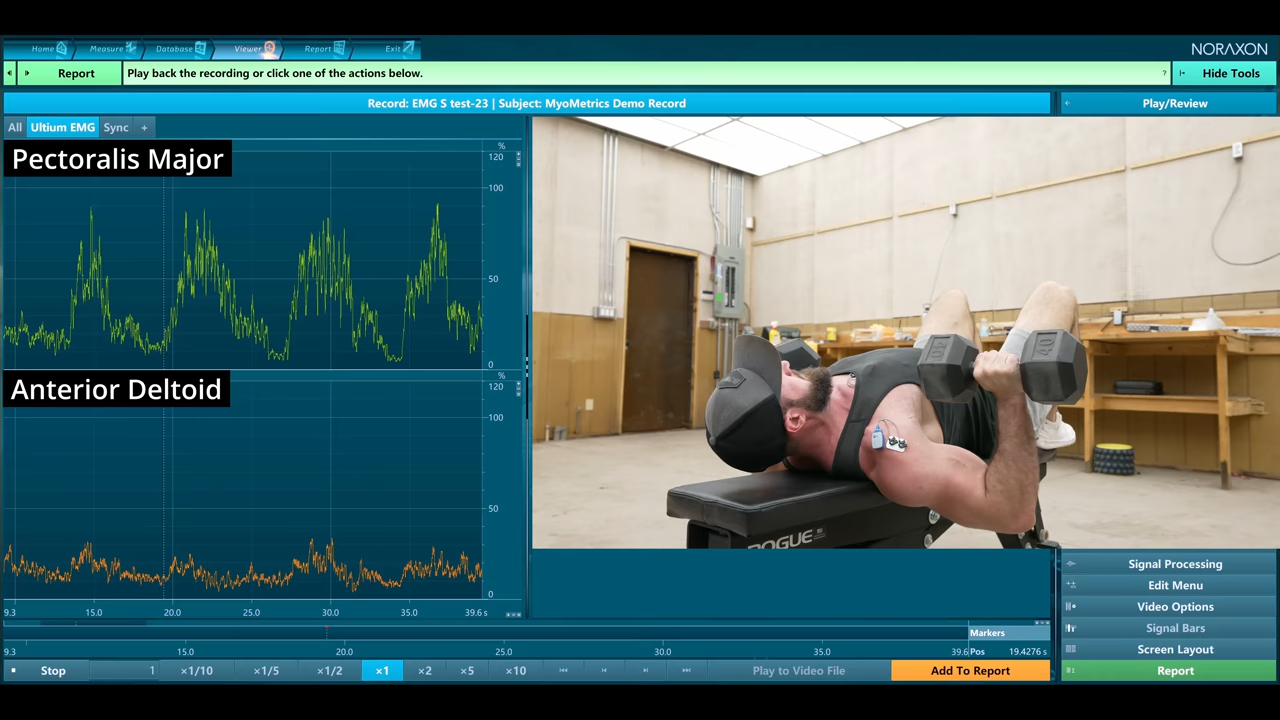 Home Measure Database Viewer Report Exit
NORAXON
Report
Play back the recording or click one of the actions below.
?
Hide Tools
Record: EMG S test-23 | Subject: MyoMetrics Demo Record
Play/Review
All Ultium EMG Sync +
Pectoralis Major
%
120
100
50
0
Anterior Deltoid
%
120
100
50
0
9.3 15.0 20.0 25.0 30.0 35.0 39.6 s
40 40
ROGUE
Signal Processing
Edit Menu
Video Options
Signal Bars
Screen Layout
Report
Markers
9.3 15.0 20.0 25.0 30.0 35.0 39.6
Pos 19.4276 s
Stop 1 ×1/10 ×1/5 ×1/2 ×1 ×2 ×5 ×10 Play to Video File Add To Report